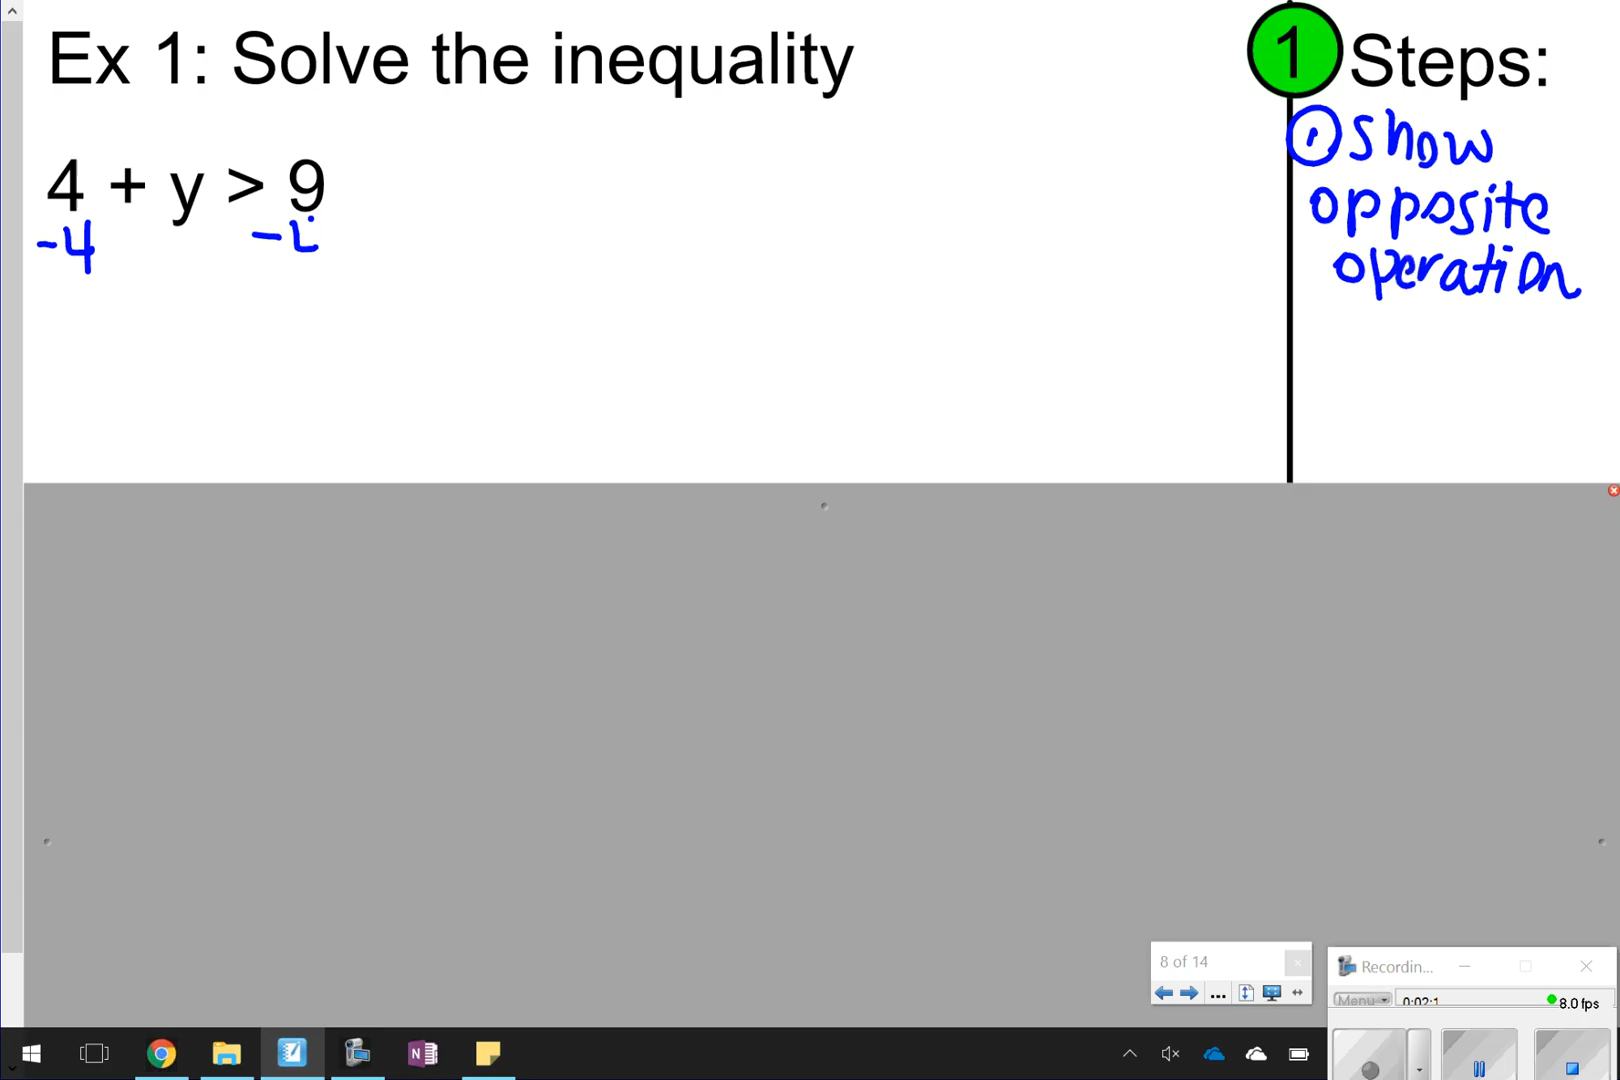 Ex 1: Solve the inequality
1 Steps:
① show
opposite
operation
4 + y > 9
-4
8 of 14
Recordin...
Menu
8.0 fps